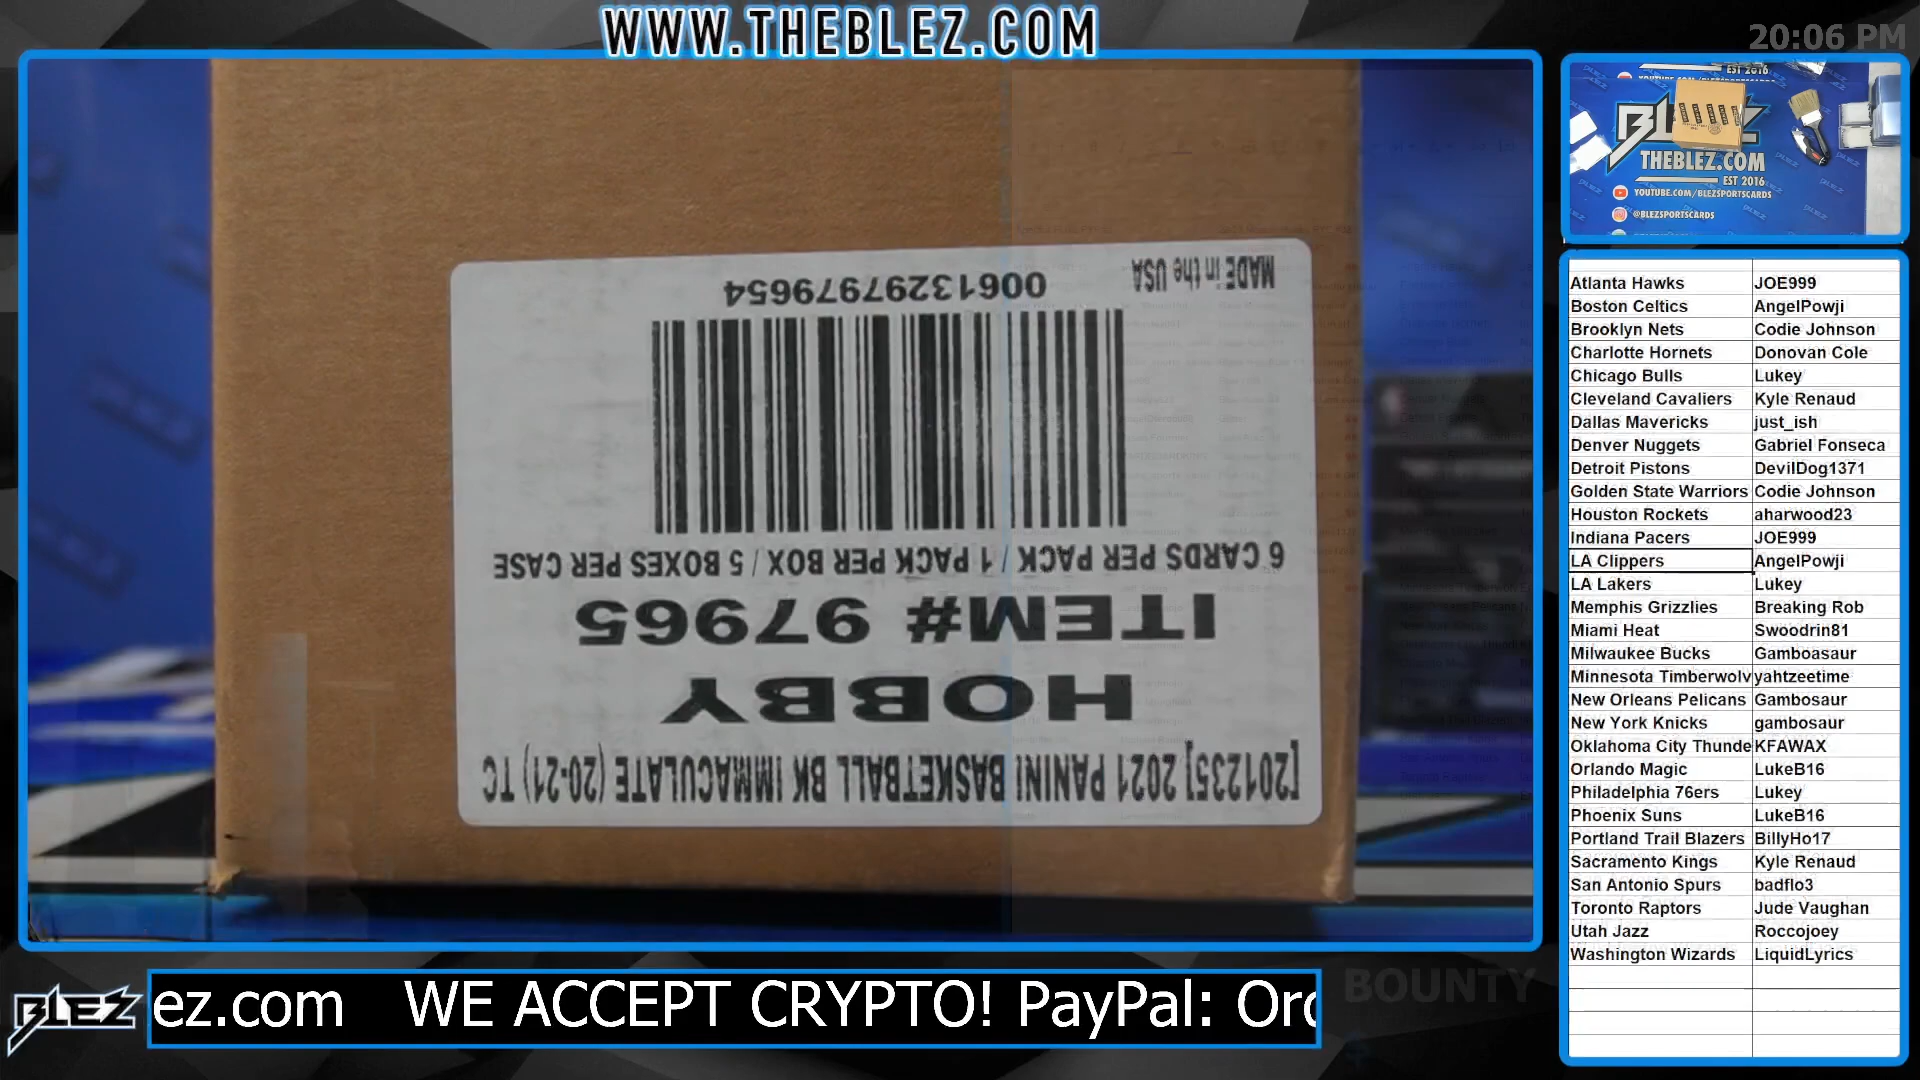 WWW.THEBLEZ.COM
20:06 PM
MADE in the USA
006132979654
6 CARDS PER PACK / 1 PACK PER BOX / 5 BOXES PER CASE
ITEM# 97965
HOBBY
[201235] 2021 PANINI BASKETBALL BK IMMACULATE (20-21) TC
EST 2016
BLEZ
THEBLEZ.COM
EST 2016
YOUTUBE.COM/BLEZSPORTSCARDS
@BLEZSPORTSCARDS
Atlanta Hawks JOE999
Boston Celtics AngelPowji
Brooklyn Nets Codie Johnson
Charlotte Hornets Donovan Cole
Chicago Bulls Lukey
Cleveland Cavaliers Kyle Renaud
Dallas Mavericks just_ish
Denver Nuggets Gabriel Fonseca
Detroit Pistons DevilDog1371
Golden State Warriors Codie Johnson
Houston Rockets aharwood23
Indiana Pacers JOE999
LA Clippers AngelPowji
LA Lakers Lukey
Memphis Grizzlies Breaking Rob
Miami Heat Swoodrin81
Milwaukee Bucks Gamboasaur
Minnesota Timberwolv yahtzeetime
New Orleans Pelicans Gambosaur
New York Knicks gambosaur
Oklahoma City Thunde KFAWAX
Orlando Magic LukeB16
Philadelphia 76ers Lukey
Phoenix Suns LukeB16
Portland Trail Blazers BillyHo17
Sacramento Kings Kyle Renaud
San Antonio Spurs badflo3
Toronto Raptors Jude Vaughan
Utah Jazz Roccojoey
Washington Wizards LiquidLyrics
BOUNTY
BLEZ
ez.com WE ACCEPT CRYPTO! PayPal: Ord